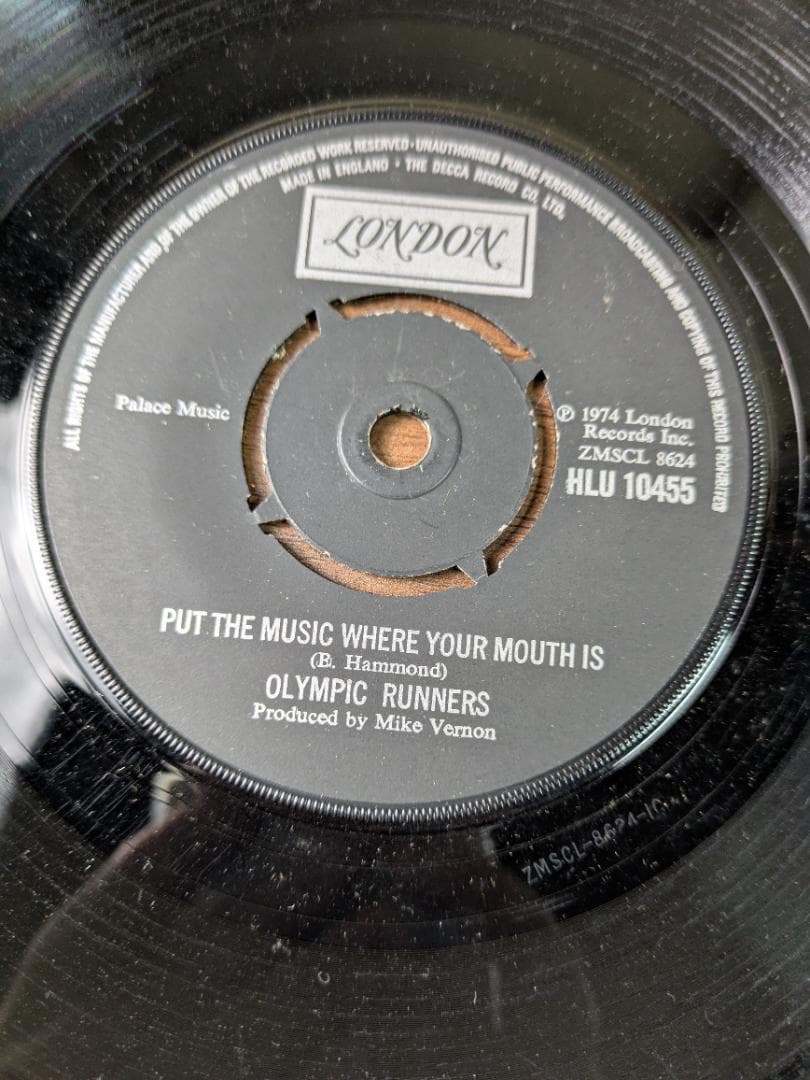 ALL RIGHTS OF THE MANUFACTURER AND OF THE OWNER OF THE RECORDED WORK RESERVED · UNAUTHORISED PUBLIC PERFORMANCE BROADCASTING AND COPYING OF THIS RECORD PROHIBITED
MADE IN ENGLAND · THE DECCA RECORD CO. LTD.
LONDON
Palace Music
℗ 1974 London
Records Inc.
ZMSCL 8624
HLU 10455
PUT THE MUSIC WHERE YOUR MOUTH IS
(B. Hammond)
OLYMPIC RUNNERS
Produced by Mike Vernon
ZMSCL-8624-1C